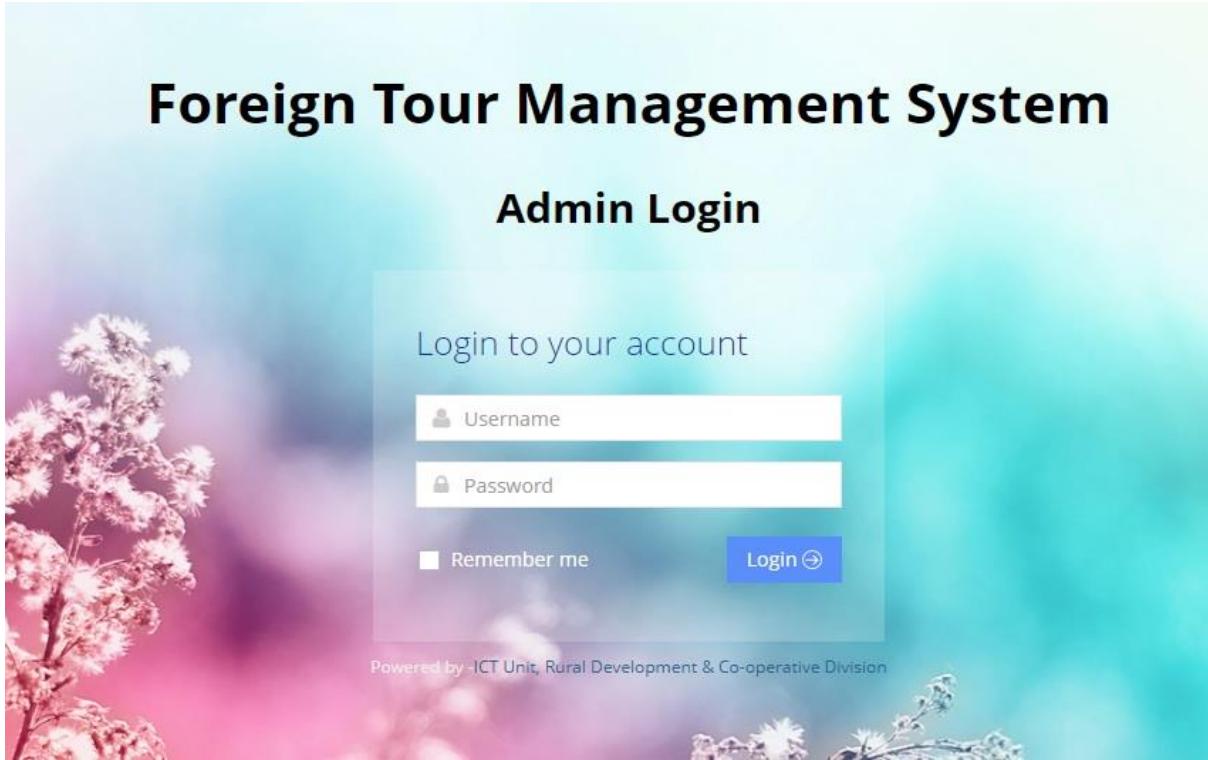 Foreign Tour Management System
Admin Login
Login to your account
Username
Password
Remember me
Login
Powered by -ICT Unit, Rural Development & Co-operative Division